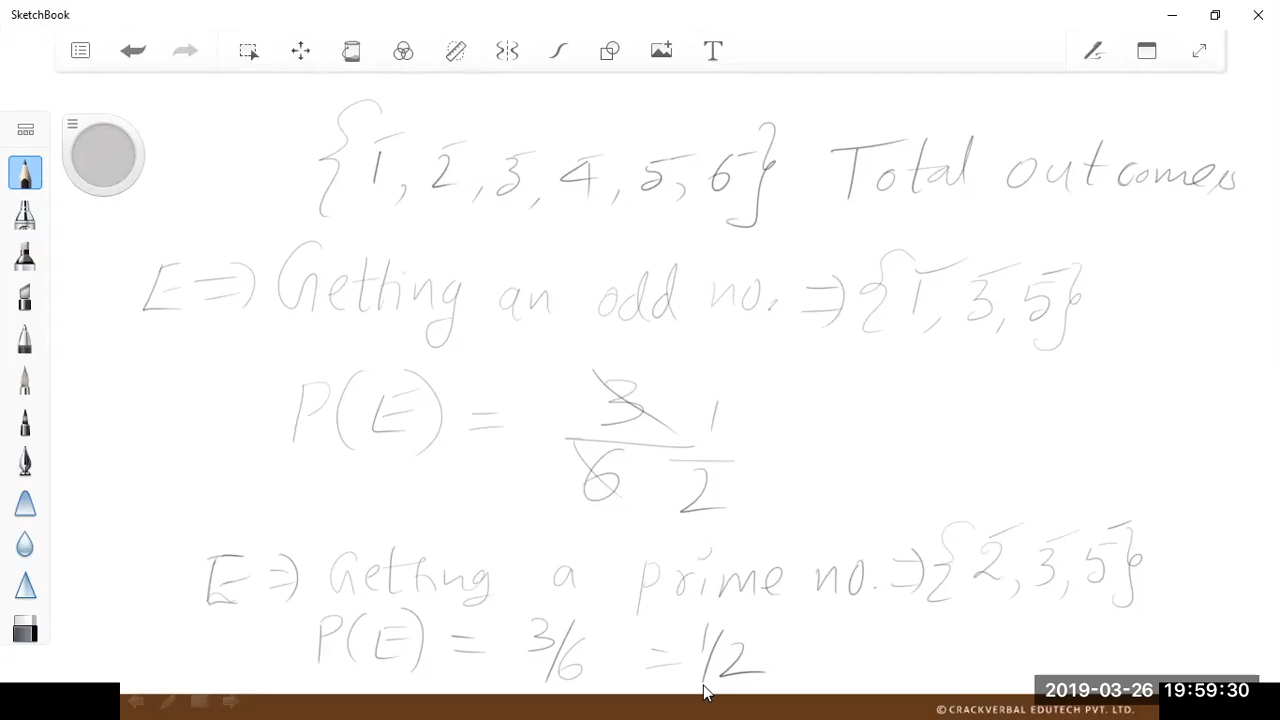 SketchBook
T
{1, 2, 3, 4, 5, 6} Total outcomes
E => Getting an odd no. => {1, 3, 5}
P(E) = 3/6 1/2
E => Getting a prime no. => {2, 3, 5}
P(E) = 3/6 = 1/2
2019-03-26 19:59:30
© CRACKVERBAL EDUTECH PVT. LTD.